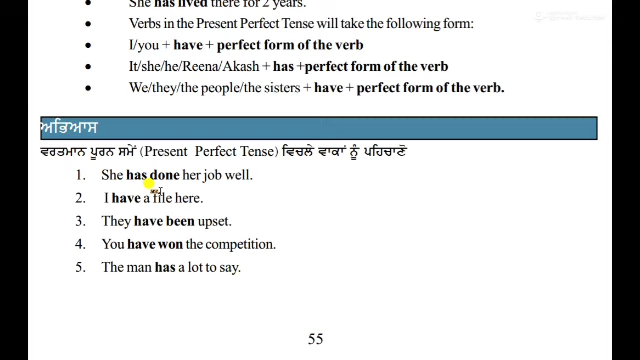 She has lived there for 2 years.
• Verbs in the Present Perfect Tense will take the following form:
• I/you + have + perfect form of the verb
• It/she/he/Reena/Akash + has +perfect form of the verb
• We/they/the people/the sisters + have + perfect form of the verb.
ਅਭਿਆਸ
ਵਰਤਮਾਨ ਪੂਰਨ ਸਮੇਂ (Present Perfect Tense) ਵਿਚਲੇ ਵਾਕਾਂ ਨੂੰ ਪਹਿਚਾਣੋ
1. She has done her job well.
2. I have a file here.
3. They have been upset.
4. You have won the competition.
5. The man has a lot to say.
55